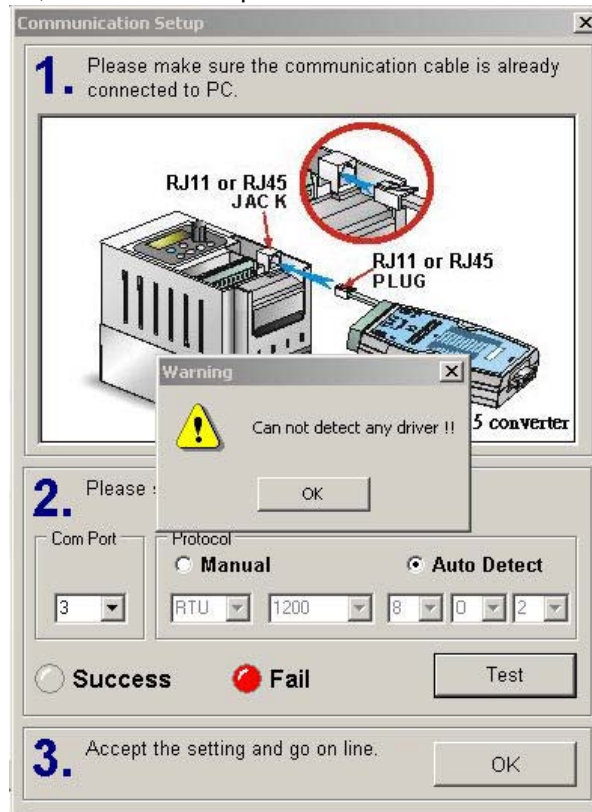 Communication Setup
1. Please make sure the communication cable is already
connected to PC.
RJ11 or RJ45
JACK
RJ11 or RJ45
PLUG
5 converter
Warning
Can not detect any driver !!
OK
2. Please
Com Port
Protocol
Manual
Auto Detect
3
RTU
1200
8
0
2
Success
Fail
Test
3. Accept the setting and go on line.
OK